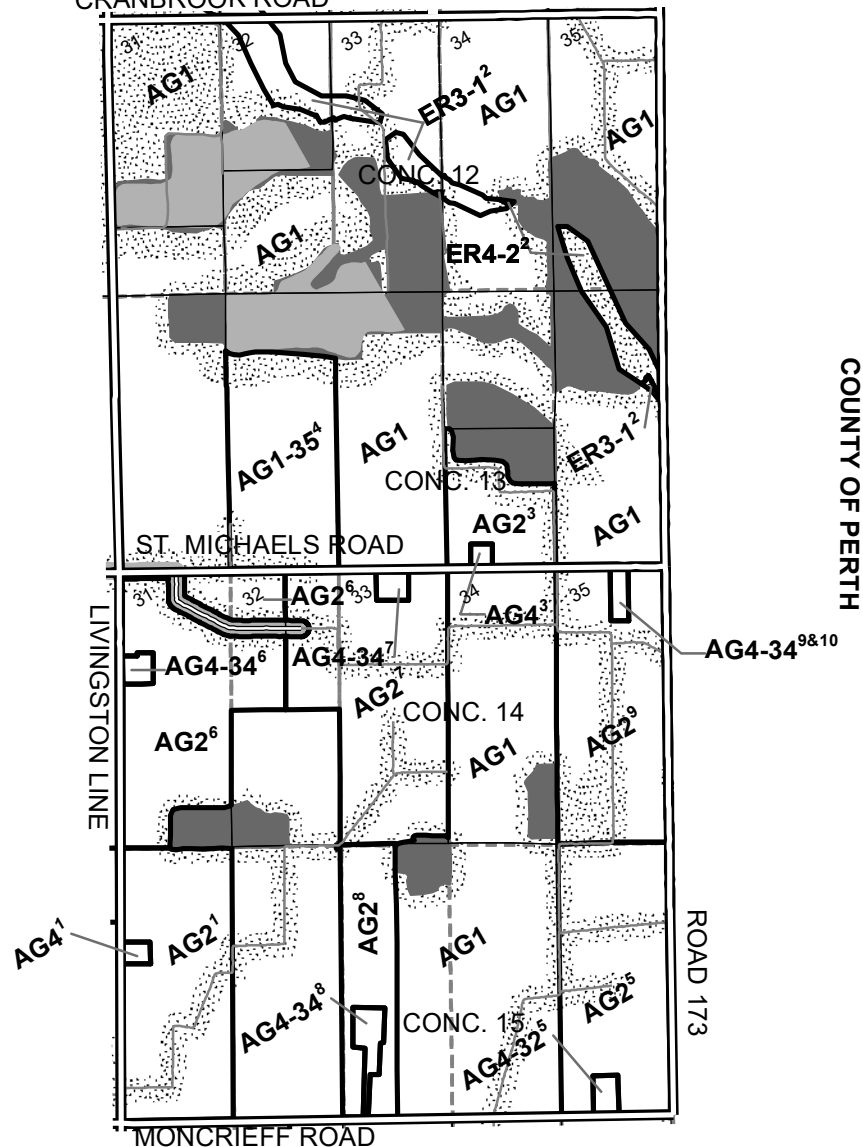 CRANBROOK ROAD
31
32
33
34
35
AG1
ER3-1²
AG1
AG1
CONC. 12
AG1
ER4-2²
COUNTY OF PERTH
AG1-35⁴
AG1
ER3-1²
CONC. 13
AG2³
AG1
ST. MICHAELS ROAD
31
32
AG2⁶
33
34
35
AG4³
LIVINGSTON LINE
AG4-34⁶
AG4-34⁷
AG4-34⁹&¹⁰
AG2⁷
CONC. 14
AG2⁶
AG1
AG2⁹
AG2⁸
AG4¹
AG2¹
AG1
ROAD 173
AG4-34⁸
CONC. 15
AG2⁵
AG4-32⁵
MONCRIEFF ROAD